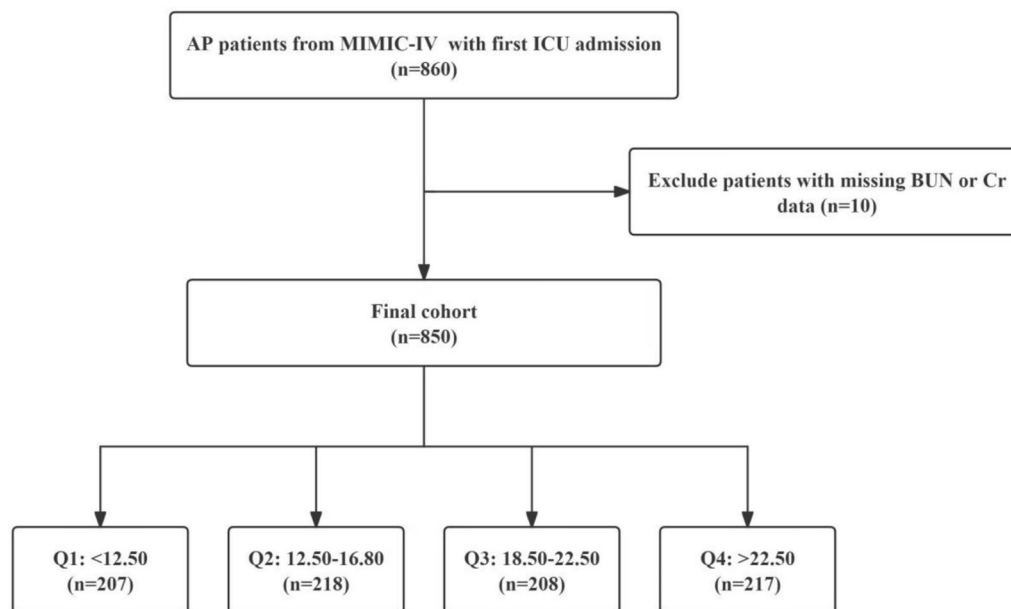 AP patients from MIMIC-IV with first ICU admission
(n=860)
Exclude patients with missing BUN or Cr
data (n=10)
Final cohort
(n=850)
Q1: <12.50
(n=207)
Q2: 12.50-16.80
(n=218)
Q3: 18.50-22.50
(n=208)
Q4: >22.50
(n=217)